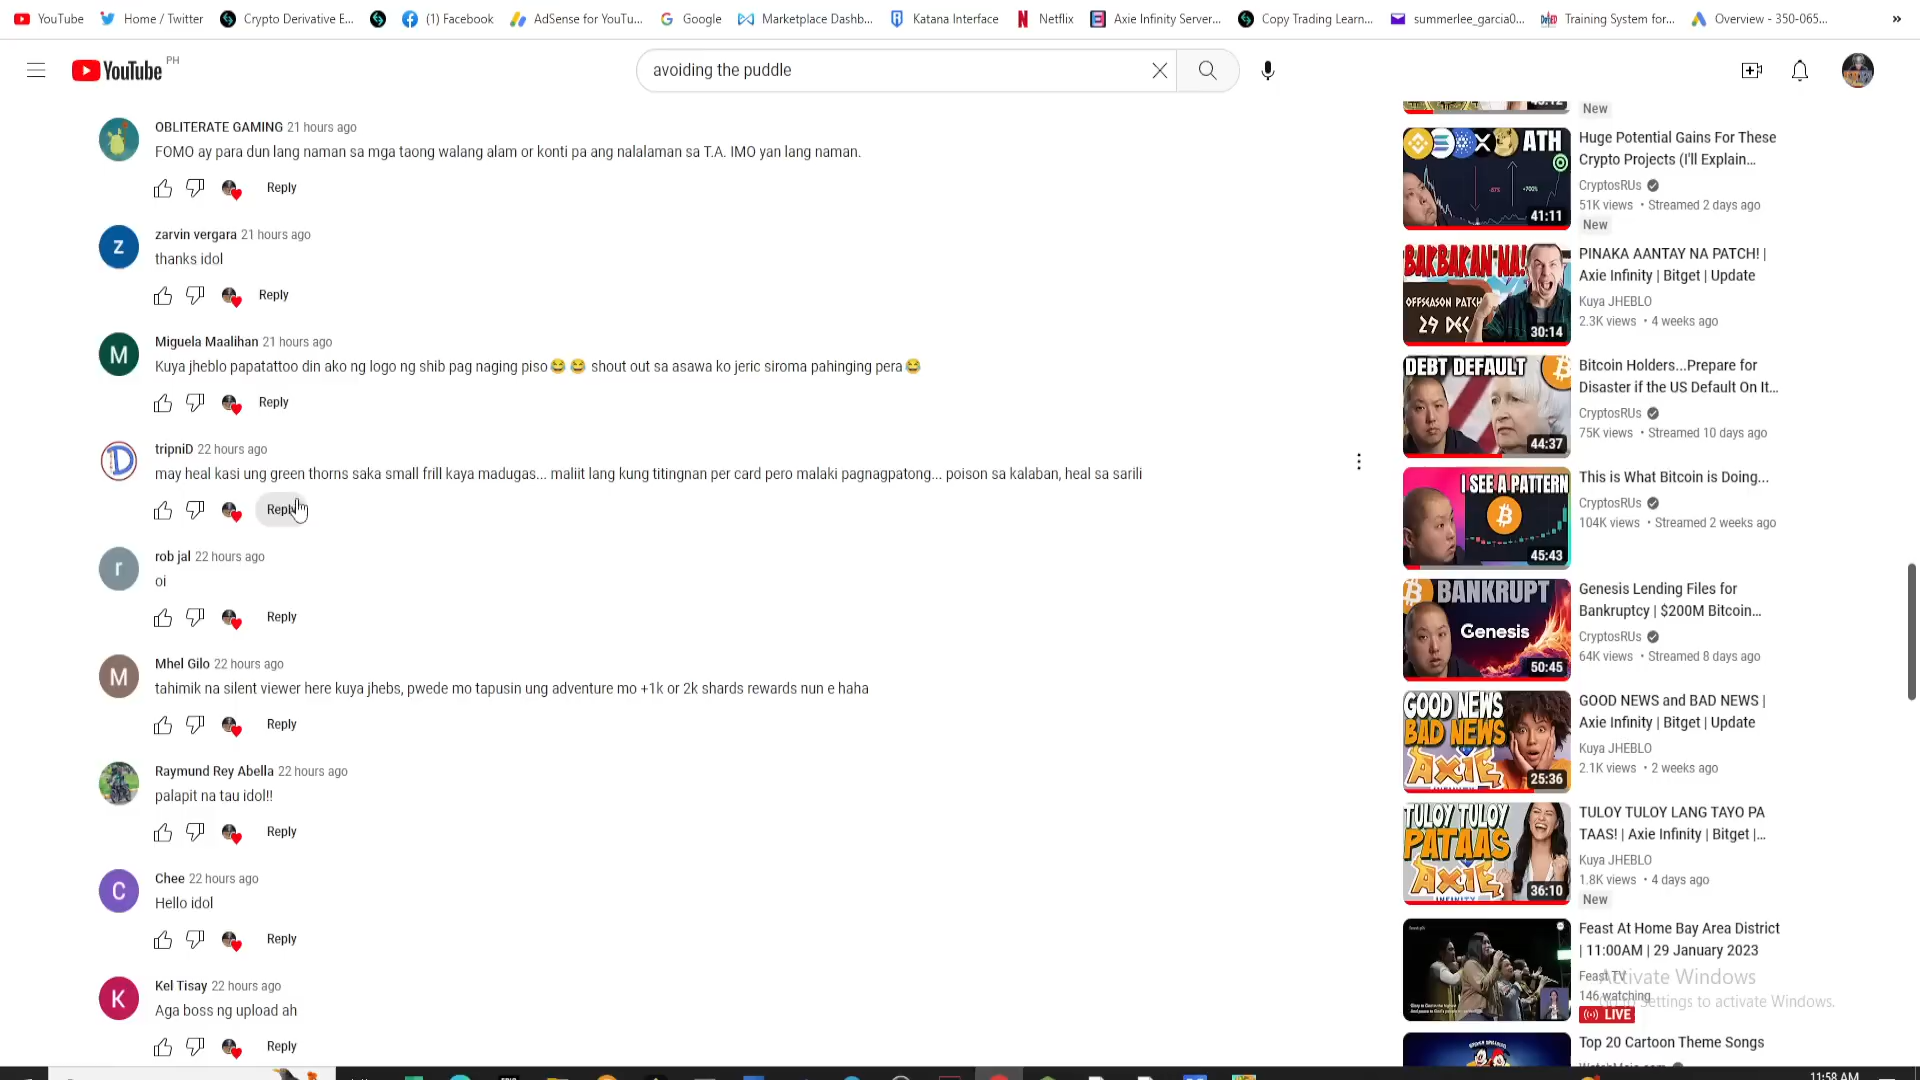 YouTube
Home / Twitter
Crypto Derivative E...
(1) Facebook
AdSense for YouTu...
Google
Marketplace Dashb...
Katana Interface
Netflix
Axie Infinity Server...
Copy Trading Learn...
summerlee_garcia0...
Training System for...
Overview - 350-065...
»
YouTube PH
avoiding the puddle
OBLITERATE GAMING 21 hours ago
FOMO ay para dun lang naman sa mga taong walang alam or konti pa ang nalalaman sa T.A. IMO yan lang naman.
Reply
zarvin vergara 21 hours ago
thanks idol
Reply
Miguela Maalihan 21 hours ago
Kuya jheblo papatattoo din ako ng logo ng shib pag naging piso😂 😂 shout out sa asawa ko jeric siroma pahinging pera😂
Reply
tripniD 22 hours ago
may heal kasi ung green thorns saka small frill kaya madugas... maliit lang kung titingnan per card pero malaki pagnagpatong... poison sa kalaban, heal sa sarili
Reply
rob jal 22 hours ago
oi
Reply
Mhel Gilo 22 hours ago
tahimik na silent viewer here kuya jhebs, pwede mo tapusin ung adventure mo +1k or 2k shards rewards nun e haha
Reply
Raymund Rey Abella 22 hours ago
palapit na tau idol!!
Reply
Chee 22 hours ago
Hello idol
Reply
Kel Tisay 22 hours ago
Aga boss ng upload ah
Reply
z
M
r
M
C
K
New
ATH
-67%
+700%
41:11
Huge Potential Gains For These
Crypto Projects (I'll Explain...
CryptosRUs
51K views • Streamed 2 days ago
New
BAKBAKAN NA!
OFFSEASON PATCH
29 DEC
30:14
PINAKA AANTAY NA PATCH! |
Axie Infinity | Bitget | Update
Kuya JHEBLO
2.3K views • 4 weeks ago
DEBT DEFAULT
44:37
Bitcoin Holders...Prepare for
Disaster if the US Default On It...
CryptosRUs
75K views • Streamed 10 days ago
I SEE A PATTERN
45:43
This is What Bitcoin is Doing...
CryptosRUs
104K views • Streamed 2 weeks ago
BANKRUPT
Genesis
50:45
Genesis Lending Files for
Bankruptcy | $200M Bitcoin...
CryptosRUs
64K views • Streamed 8 days ago
GOOD NEWS
BAD NEWS
AXIE
25:36
GOOD NEWS and BAD NEWS |
Axie Infinity | Bitget | Update
Kuya JHEBLO
2.1K views • 2 weeks ago
TULOY TULOY
PATAAS
AXIE
INFINITY
36:10
TULOY TULOY LANG TAYO PA
TAAS! | Axie Infinity | Bitget |...
Kuya JHEBLO
1.8K views • 4 days ago
New
Feast At Home Bay Area District
| 11:00AM | 29 January 2023
Feast TV
146 watching
LIVE
Activate Windows
Go to Settings to activate Windows.
Top 20 Cartoon Theme Songs
11:58 AM